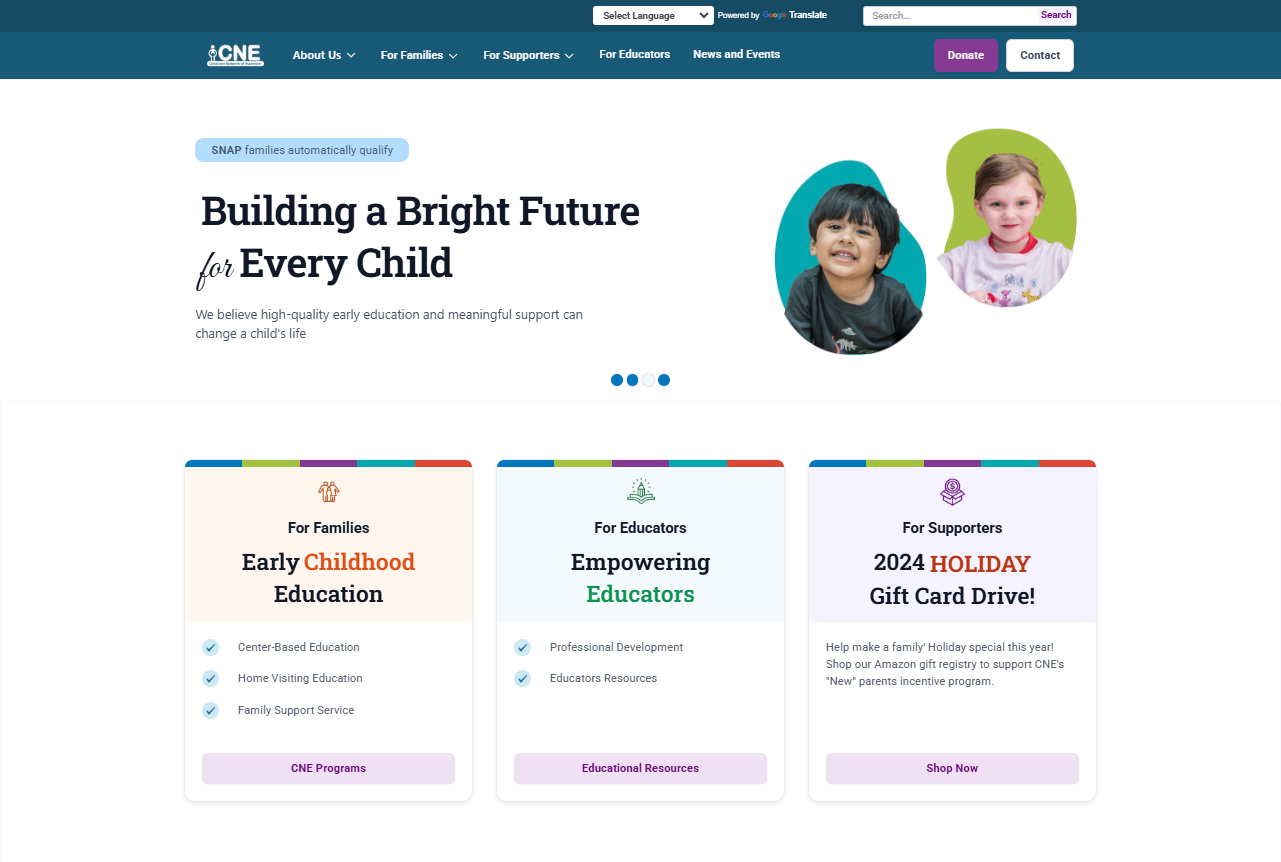 Select Language
Powered by Google Translate
Search...
Search
CNE
About Us
For Families
For Supporters
For Educators
News and Events
Donate
Contact
SNAP families automatically qualify
Building a Bright Future
for Every Child
We believe high-quality early education and meaningful support can
change a child's life
For Families
Early Childhood
Education
Center-Based Education
Home Visiting Education
Family Support Service
CNE Programs
For Educators
Empowering
Educators
Professional Development
Educators Resources
Educational Resources
For Supporters
2024 HOLIDAY
Gift Card Drive!
Help make a family' Holiday special this year!
Shop our Amazon gift registry to support CNE's
"New" parents incentive program.
Shop Now